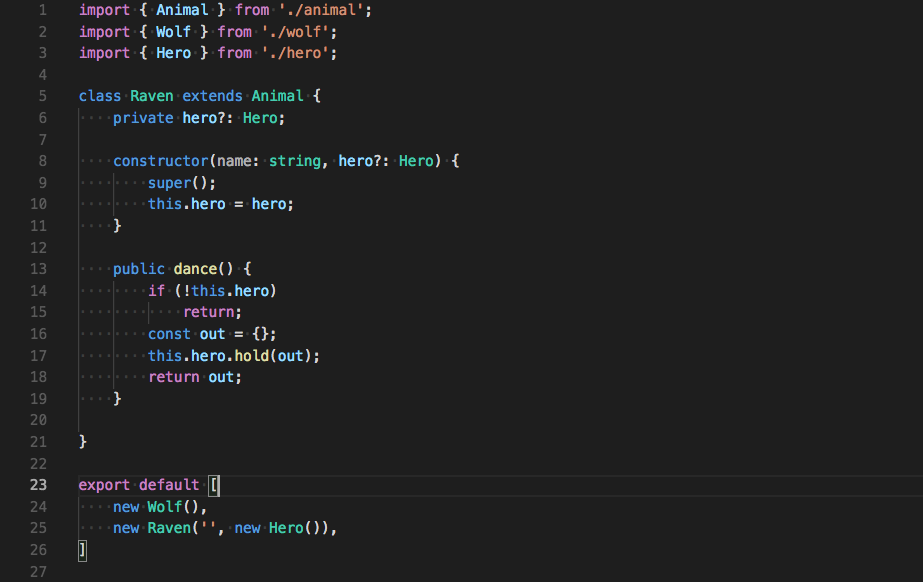 1 import { Animal } from './animal';
2 import { Wolf } from './wolf';
3 import { Hero } from './hero';
4
5 class Raven extends Animal {
6     private hero?: Hero;
7
8     constructor(name: string, hero?: Hero) {
9         super();
10         this.hero = hero;
11     }
12
13     public dance() {
14         if (!this.hero)
15             return;
16         const out = {};
17         this.hero.hold(out);
18         return out;
19     }
20
21 }
22
23 export default [
24     new Wolf(),
25     new Raven('', new Hero()),
26 ]
27